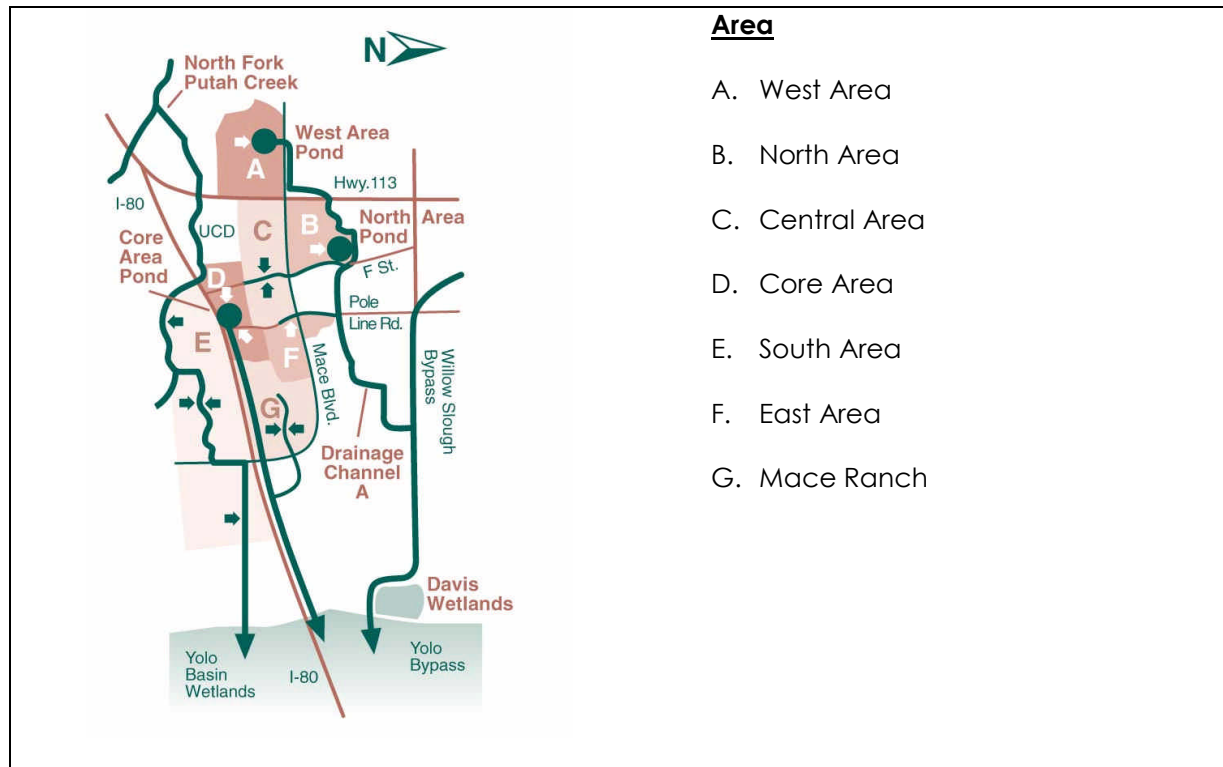 N
North Fork
Putah Creek
West Area
Pond
A
Hwy.113
I-80
UCD
C
B
North Area
Pond
Core
Area
Pond
D
F St.
Pole
Line Rd.
E
F
Mace Blvd.
Willow Slough
Bypass
G
Drainage
Channel
A
Davis
Wetlands
Yolo
Basin
Wetlands
I-80
Yolo
Bypass
Area
A. West Area
B. North Area
C. Central Area
D. Core Area
E. South Area
F. East Area
G. Mace Ranch